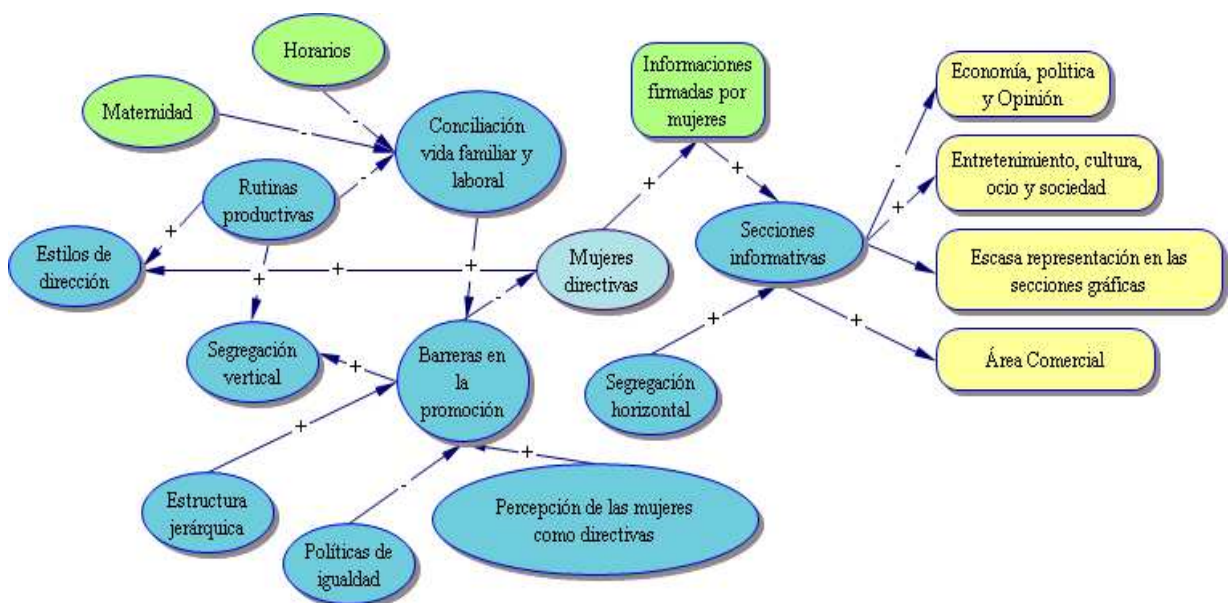 Horarios
Maternidad
Conciliación
vida familiar y
laboral
Informaciones
firmadas por
mujeres
Economía, politica
y Opinión
Entretenimiento, cultura,
ocio y sociedad
Rutinas
productivas
Estilos de
dirección
Mujeres
directivas
Secciones
informativas
Escasa representación en las
secciones gráficas
Segregación
vertical
Barreras en
la
promoción
Segregación
horizontal
Área Comercial
Estructura
jerárquica
Políticas de
igualdad
Percepción de las mujeres
como directivas
-
-
-
+
+
+
+
+
-
+
+
-
+
+
+
+
+
-
+